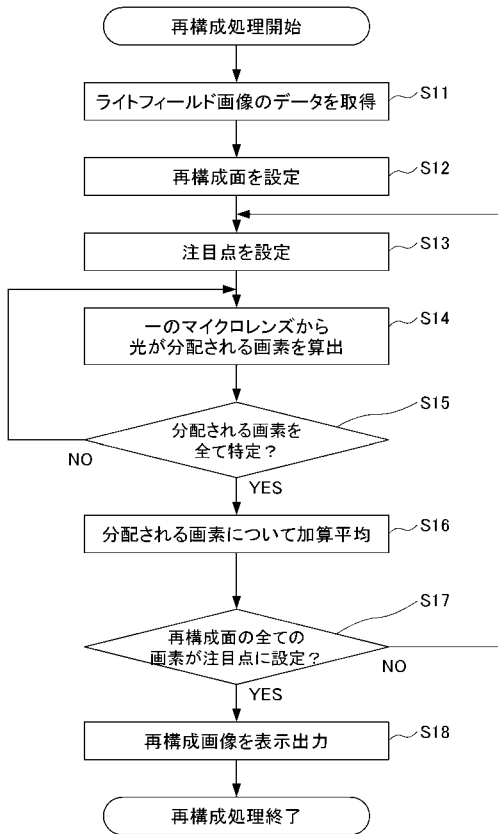 再構成処理開始
ライトフィールド画像のデータを取得
S11
再構成面を設定
S12
注目点を設定
S13
一のマイクロレンズから
光が分配される画素を算出
S14
分配される画素を
全て特定？
S15
NO
YES
分配される画素について加算平均
S16
再構成面の全ての
画素が注目点に設定？
S17
NO
YES
再構成画像を表示出力
S18
再構成処理終了